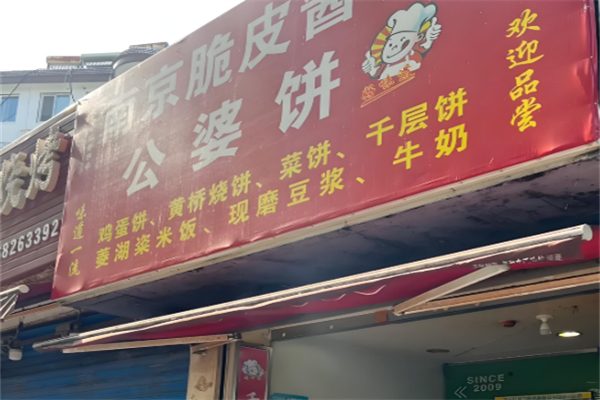 南京脆皮酱
公婆饼
欢迎品尝
味道一流
鸡蛋饼、黄桥烧饼、菜饼、千层饼
菱湖粢米饭、现磨豆浆、牛奶
8263392
SINCE
2009